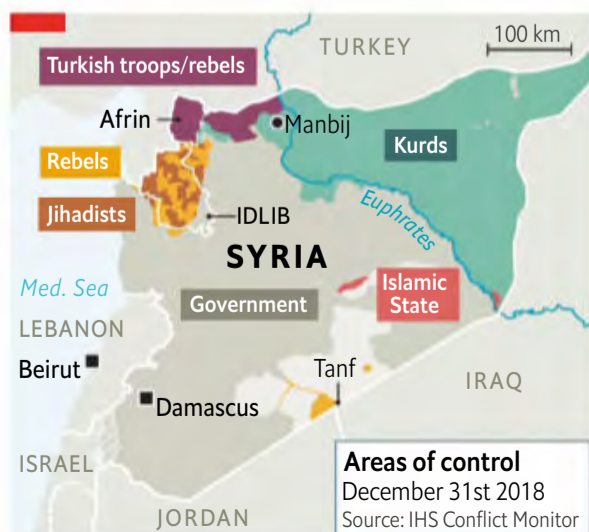 TURKEY
100 km
Turkish troops/rebels
Afrin
Manbij
Kurds
Rebels
Jihadists
IDLIB
Euphrates
SYRIA
Med. Sea
Government
Islamic
State
LEBANON
Beirut
Tanf
IRAQ
Damascus
ISRAEL
JORDAN
Areas of control
December 31st 2018
Source: IHS Conflict Monitor